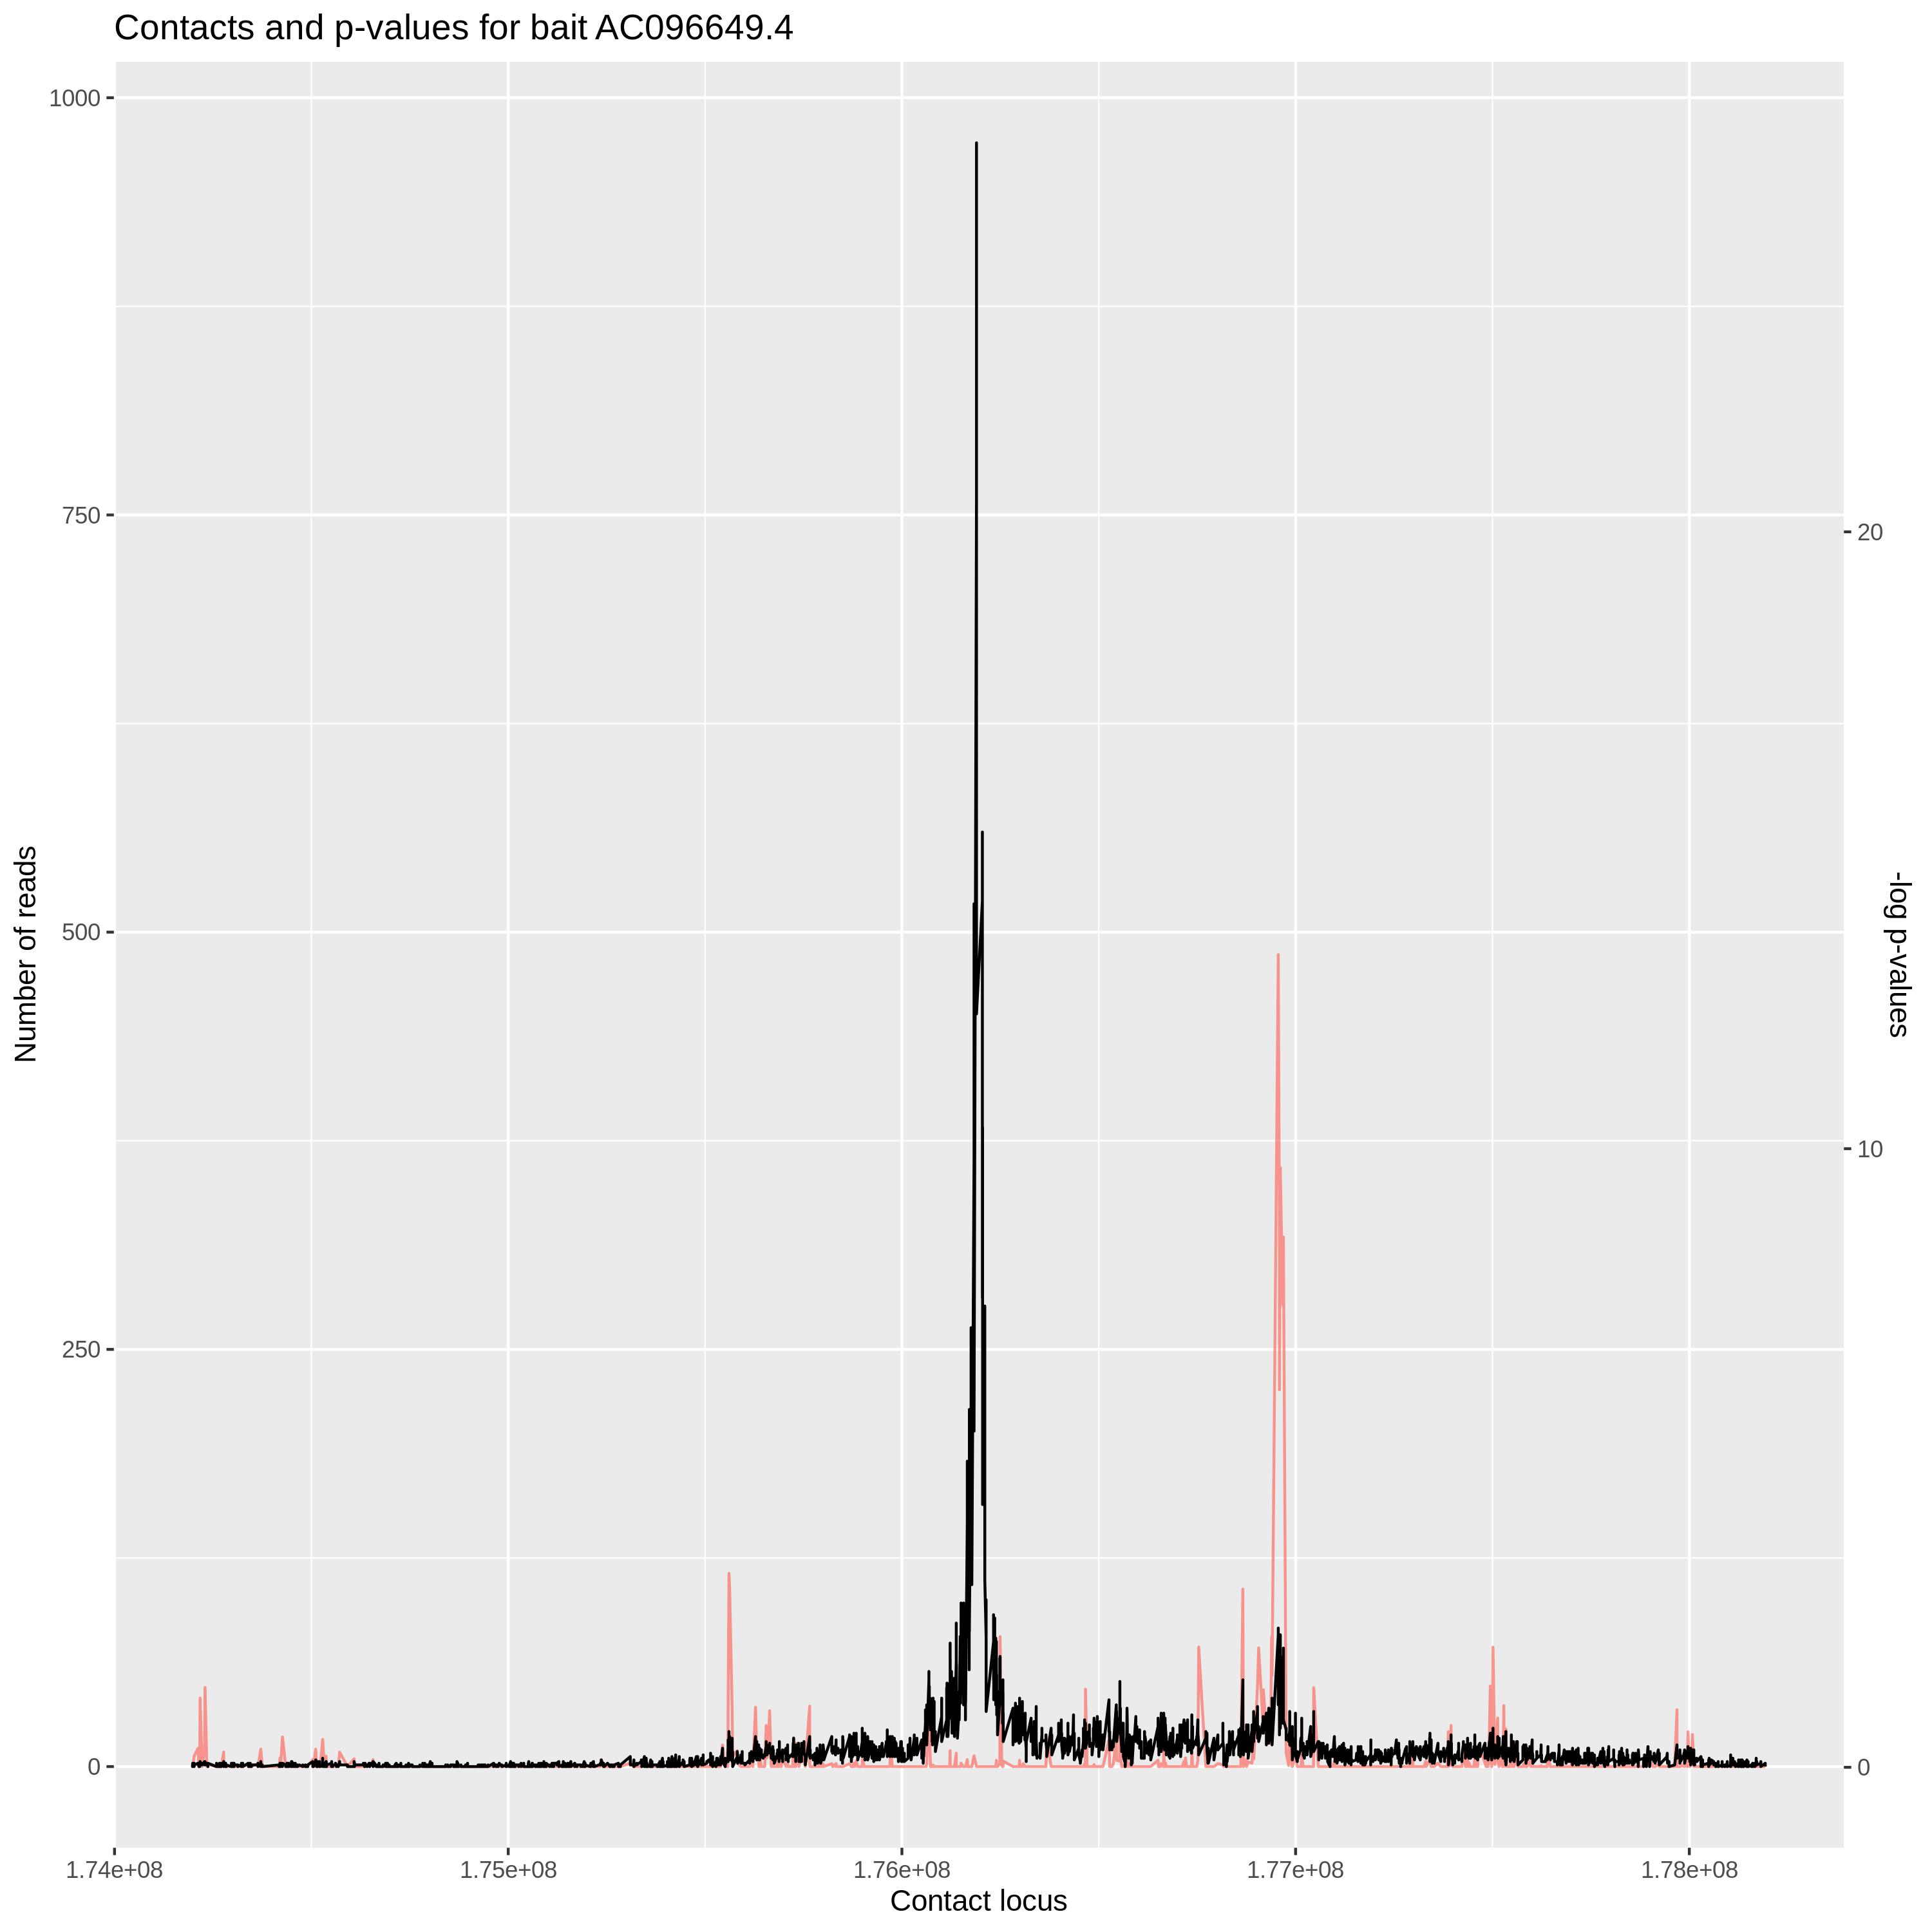 Contacts and p-values for bait AC096649.4
1000
750
500
250
0
20
10
0
Number of reads
-log p-values
1.74e+08
1.75e+08
1.76e+08
1.77e+08
1.78e+08
Contact locus